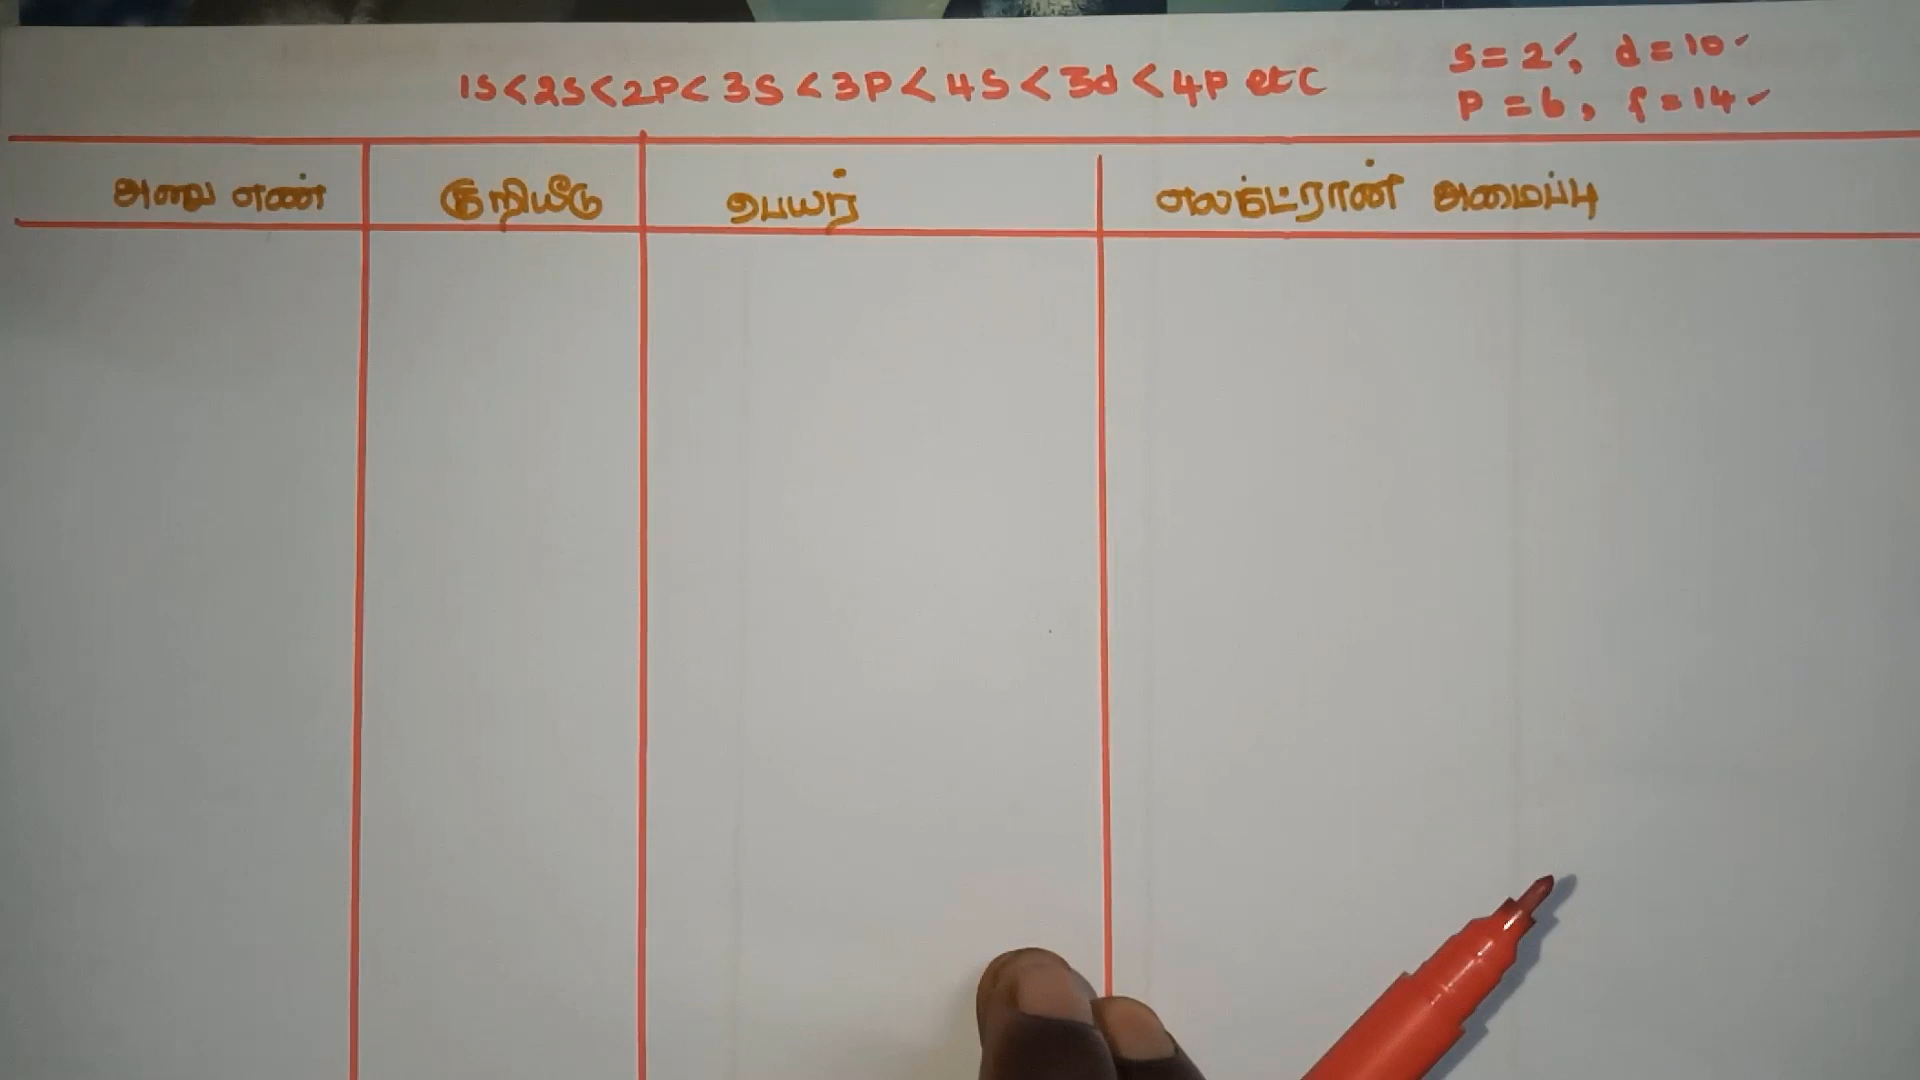 1s<2s<2p<3s<3p<4s<3d<4p etc
s=2✓, d=10✓
p=6, f=14✓
அணு எண் குறியீடு பெயர் எலக்ட்ரான் அமைப்பு